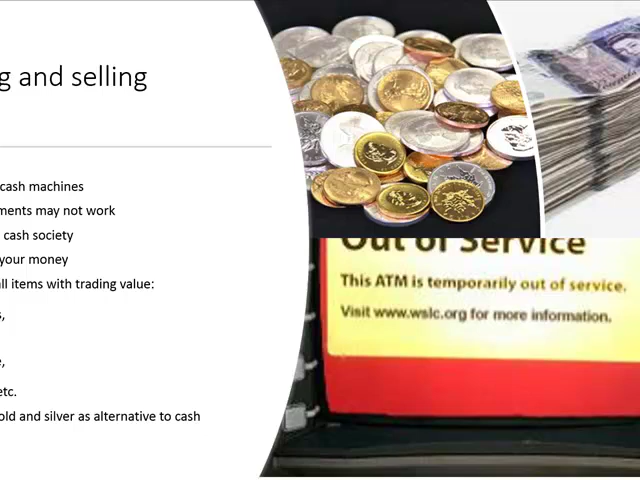 g and selling
cash machines
ments may not work
cash society
your money
ll items with trading value:
s,
e,
etc.
old and silver as alternative to cash
Out of Service
This ATM is temporarily out of service.
Visit www.wslc.org for more information.